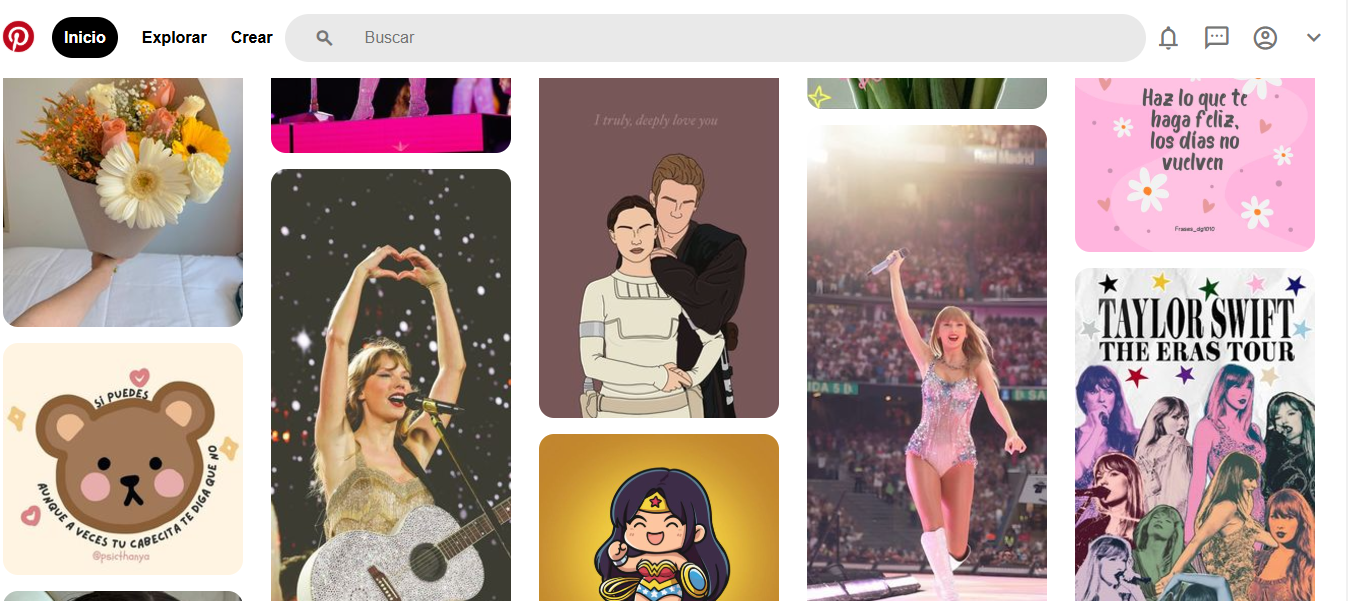 Inicio
Explorar
Crear
Buscar
I truly, deeply love you
Real Madrid
Haz lo que te
haga feliz,
los días no
vuelven
Frases_dg1010
TAYLOR SWIFT
THE ERAS TOUR
SÍ PUEDES
AUNQUE A VECES TU CABECITA TE DIGA QUE NO
@psicthanya